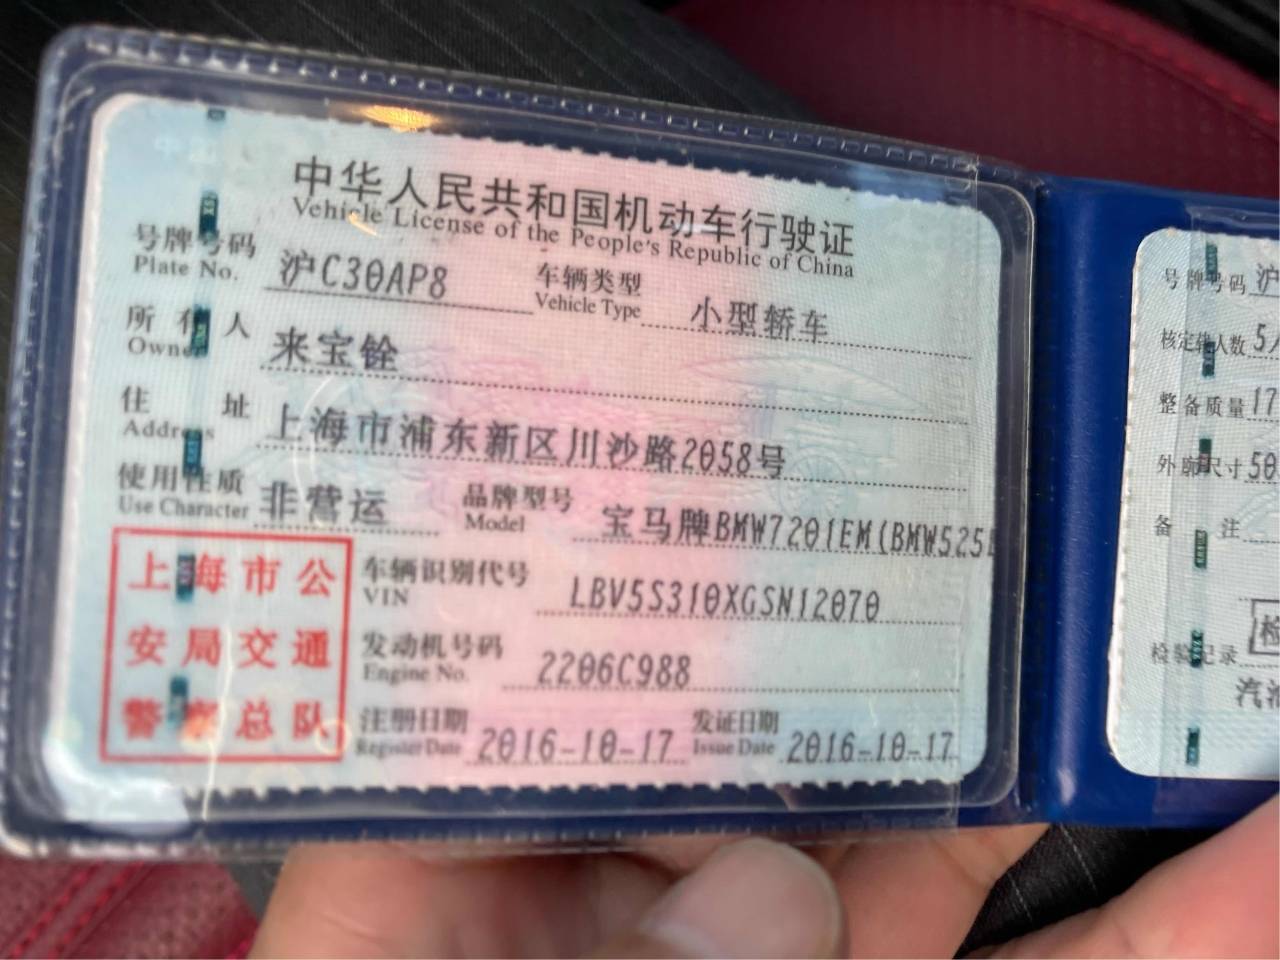 中华人民共和国机动车行驶证
Vehicle License of the People's Republic of China
号牌号码 沪C30AP8 车辆类型 小型轿车
Plate No. Vehicle Type
所有人 来宝铨
Owner
住址 上海市浦东新区川沙路2058号
Address
使用性质 非营运 品牌型号 宝马牌BMW7201EM(BMW525
Use Character Model
上海市公
安局交通
警察总队
车辆识别代号 LBV5S310XGSN12070
VIN
发动机号码 2206C988
Engine No.
注册日期 2016-10-17 发证日期 2016-10-17
Register Date Issue Date
号牌号码 沪
核定载人数 5
整备质量 17
外廓尺寸 50
备注
检验记录
检
汽油